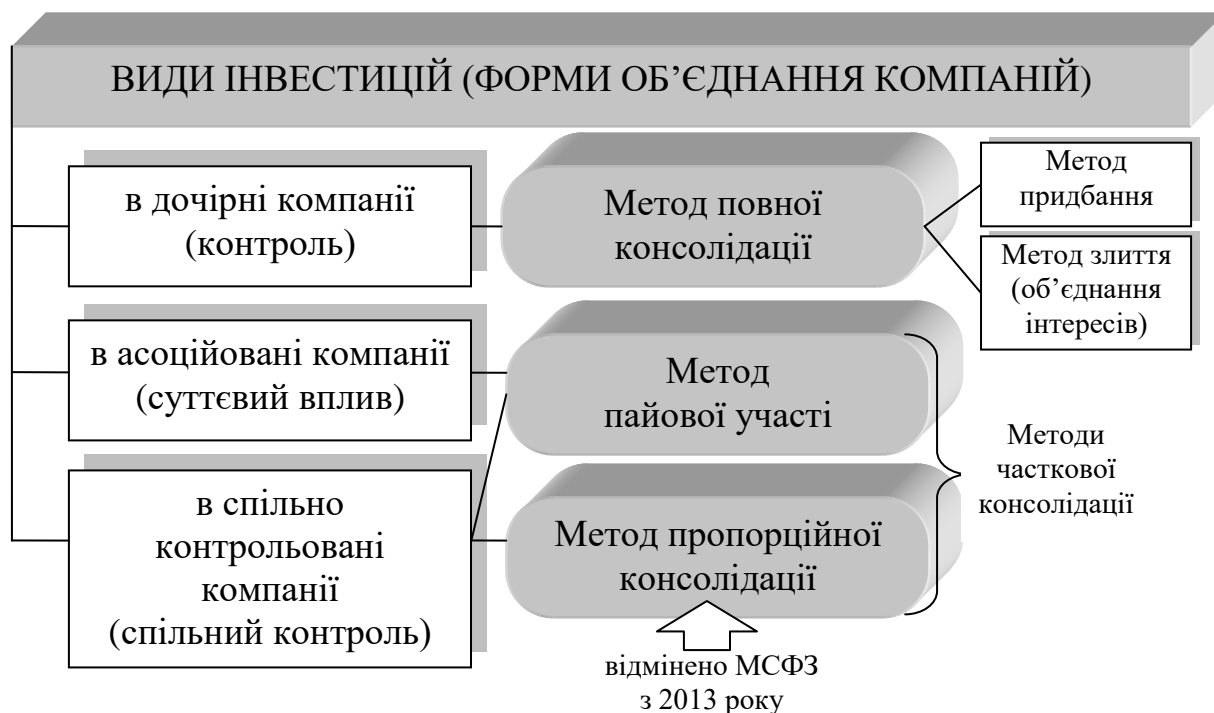 ВИДИ ІНВЕСТИЦІЙ (ФОРМИ ОБ’ЄДНАННЯ КОМПАНІЙ)
в дочірні компанії
(контроль)
Метод повної
консолідації
Метод
придбання
Метод злиття
(об’єднання
інтересів)
в асоційовані компанії
(суттєвий вплив)
Метод
пайової участі
в спільно
контрольовані
компанії
(спільний контроль)
Метод пропорційної
консолідації
Методи
часткової
консолідації
відмінено МСФЗ
з 2013 року